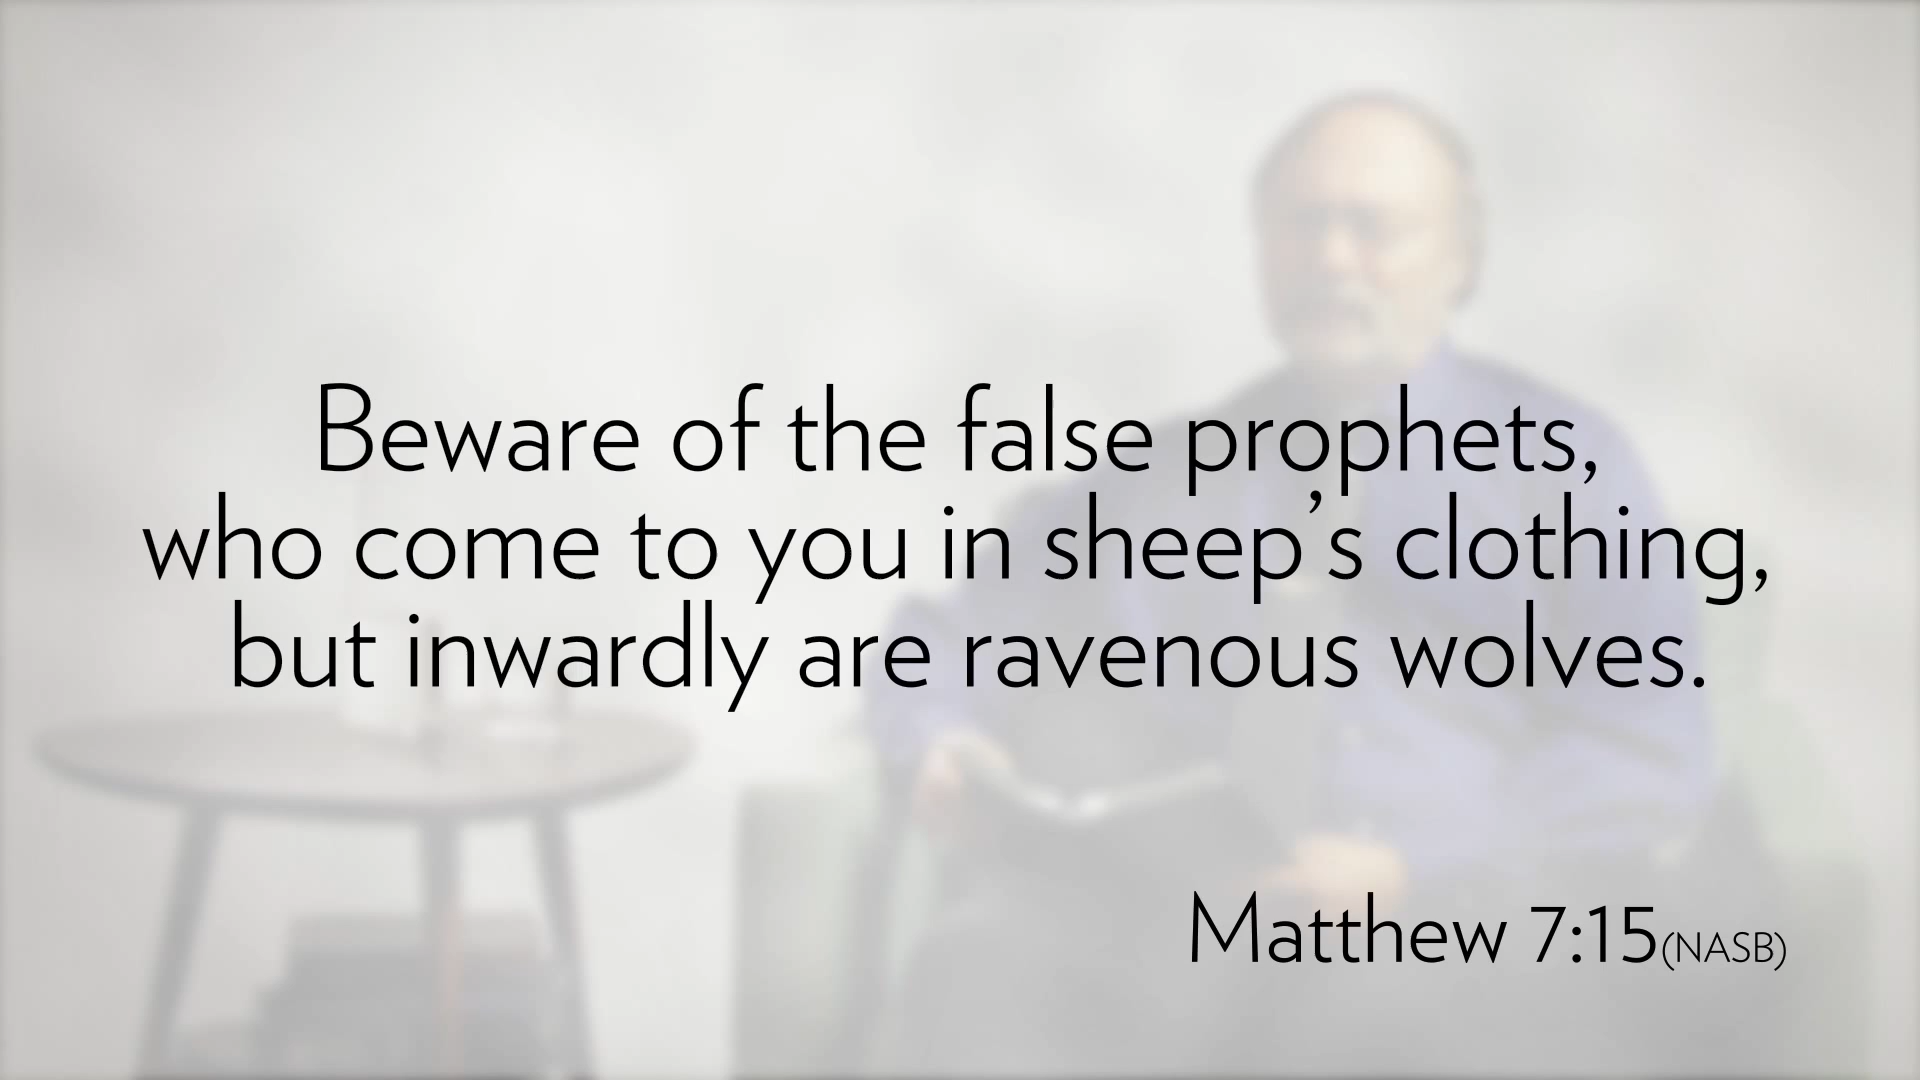 Beware of the false prophets,
who come to you in sheep’s clothing,
but inwardly are ravenous wolves.
Matthew 7:15(NASB)